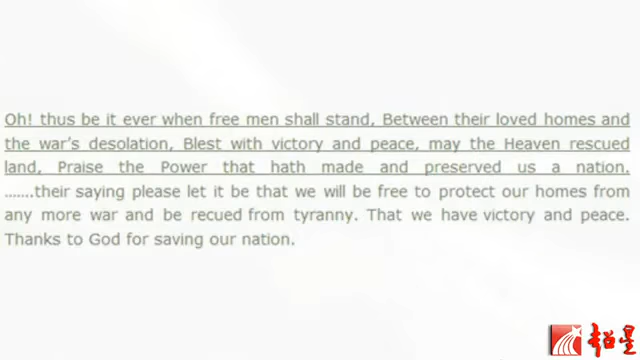 Oh! thus be it ever when free men shall stand, Between their loved homes and
the war's desolation, Blest with victory and peace, may the Heaven rescued
land, Praise the Power that hath made and preserved us a nation.
.......their saying please let it be that we will be free to protect our homes from
any more war and be recued from tyranny. That we have victory and peace.
Thanks to God for saving our nation.
超星